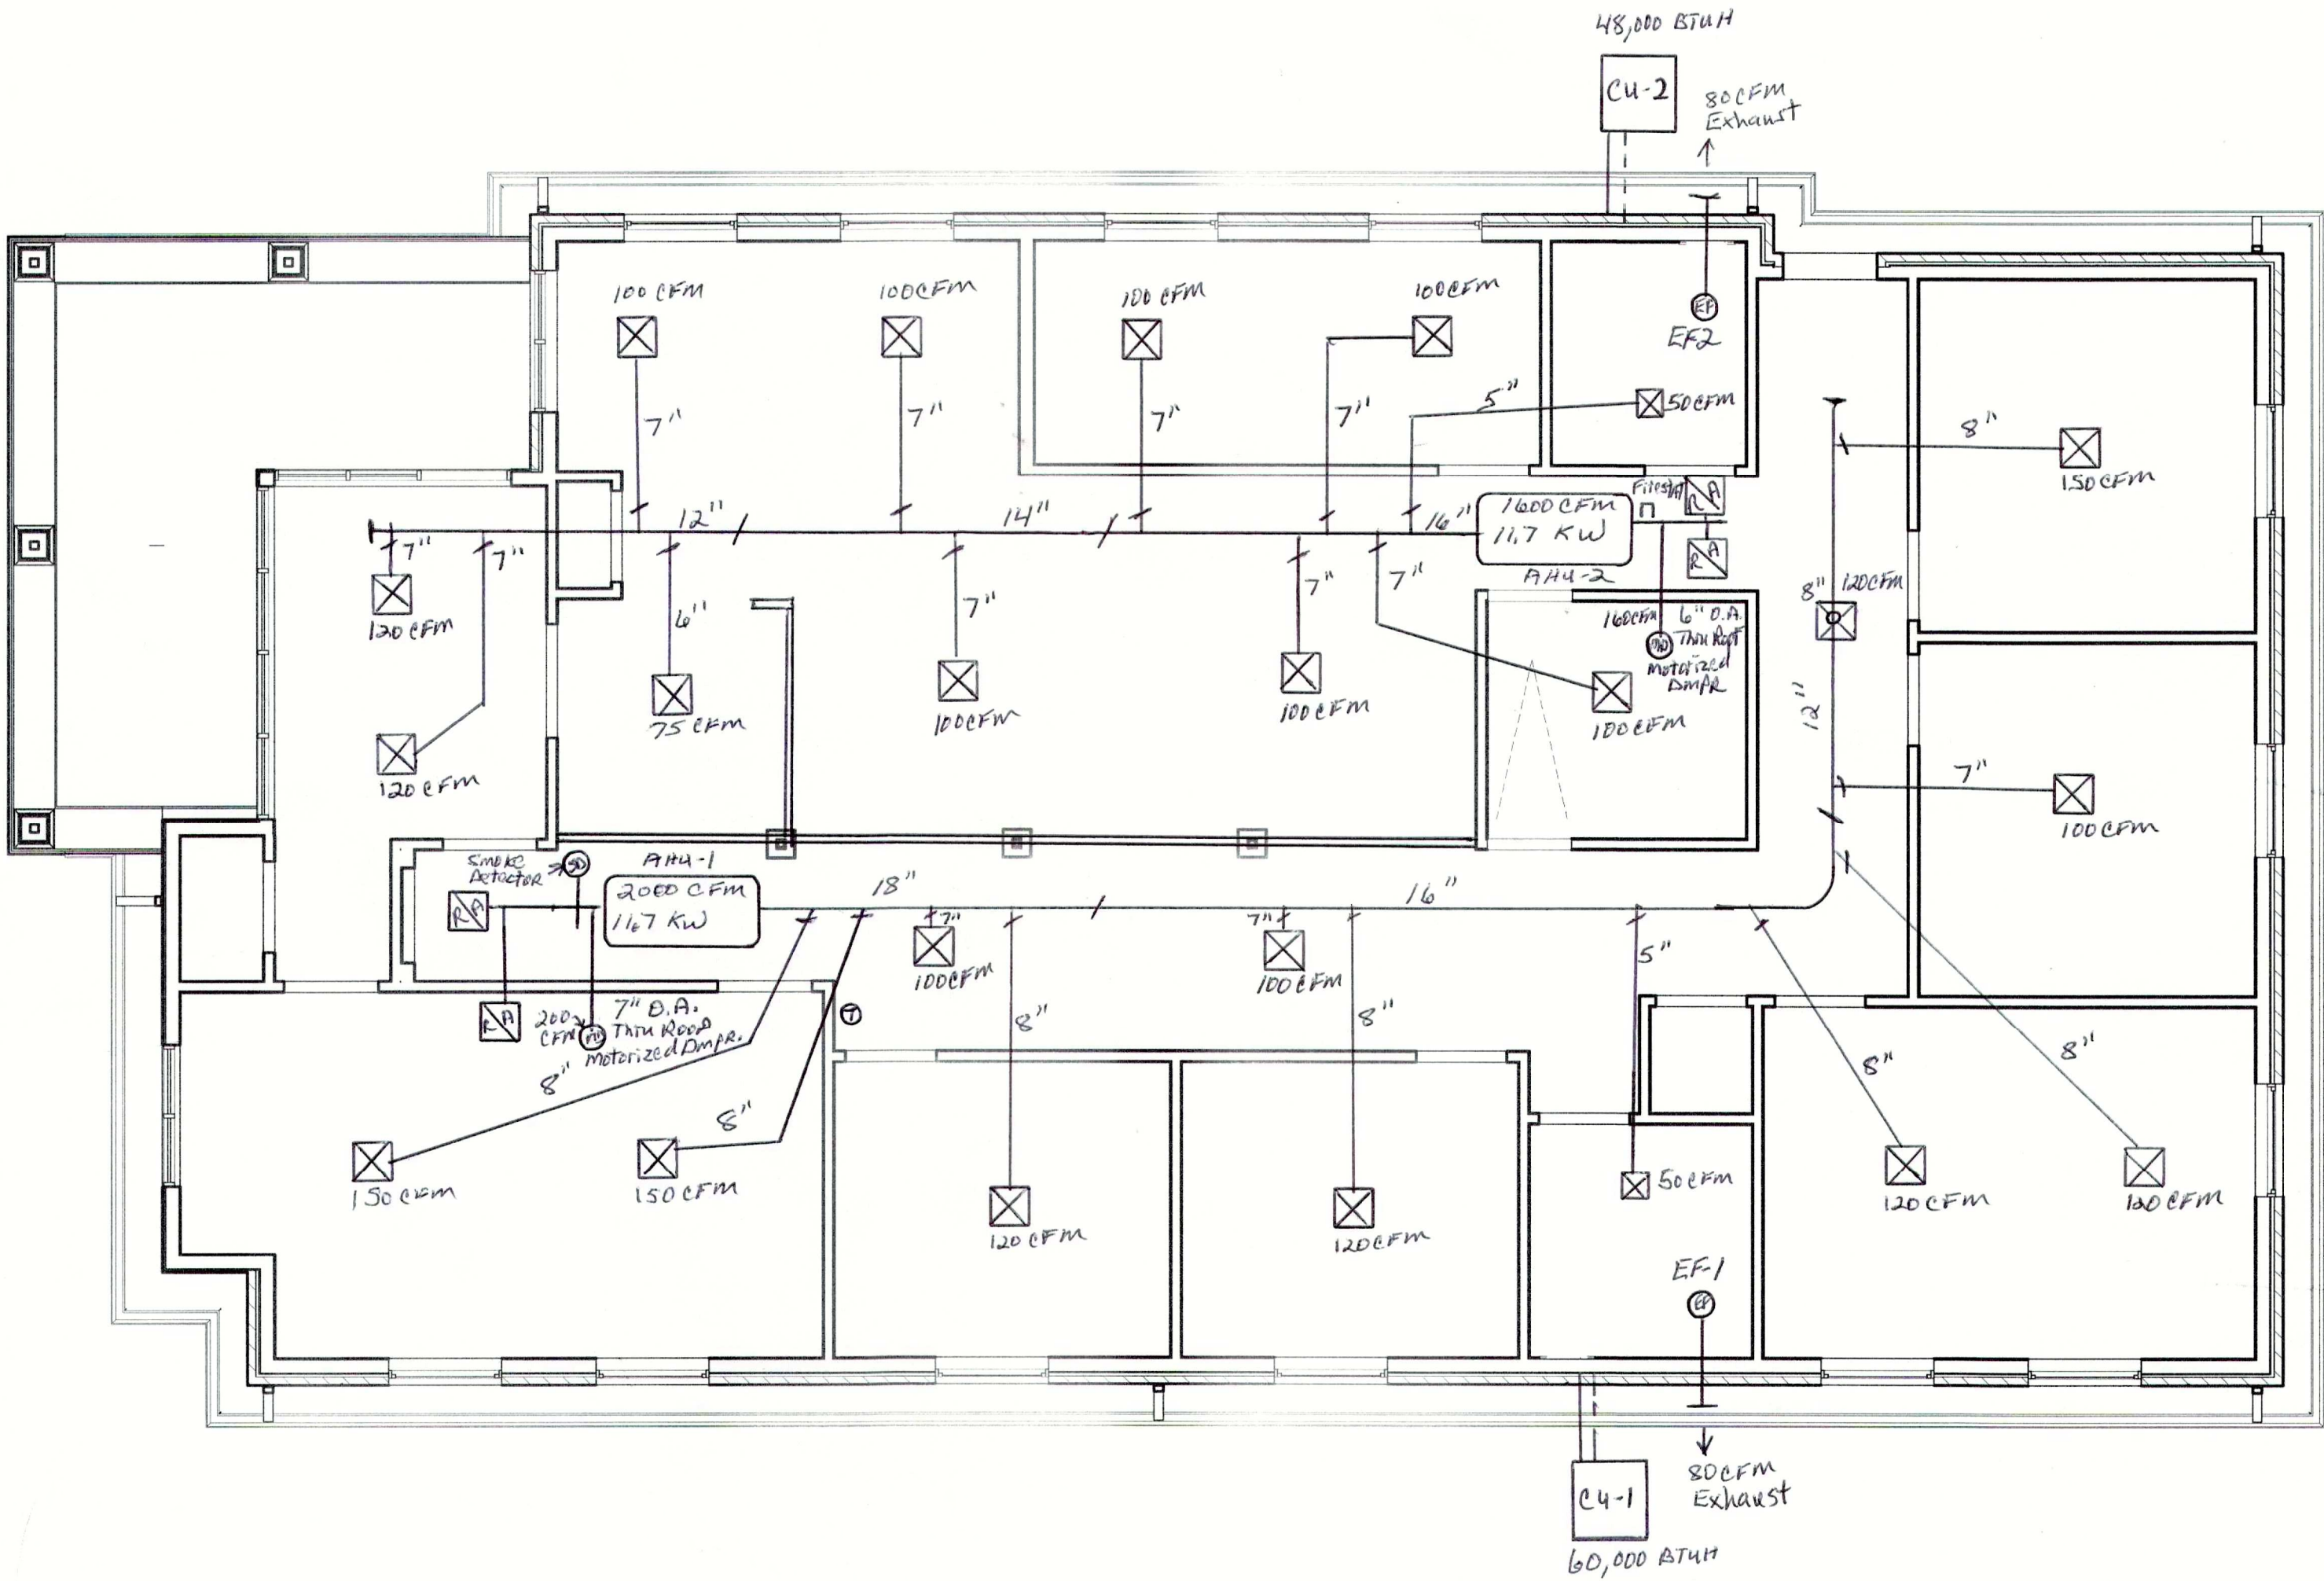 48,000 BTUH
CU-2
80 CFM
Exhaust
100 CFM
100 CFM
100 CFM
100 CFM
EF
EF2
7"
7"
7"
7"
5"
50 CFM
8"
150 CFM
12"
14"
16"
1600 CFM
11.7 KW
AHU-2
R/A
R/A
7"
7"
6"
7"
7"
7"
120 CFM
120 CFM
75 CFM
100 CFM
100 CFM
100 CFM
160 CFM
6" O.A.
Thru Roof
Motorized
Dmpr
8"
120 CFM
12"
7"
100 CFM
Smoke
Detector
SD
AHU-1
2000 CFM
11.7 KW
R/A
R/A
18"
16"
7"
7"
100 CFM
100 CFM
5"
200
CFM
7" O.A.
Thru Roof
Motorized Dmpr.
T
8"
8"
8"
8"
8"
8"
150 CFM
150 CFM
120 CFM
120 CFM
50 CFM
120 CFM
120 CFM
EF-1
EF
80 CFM
Exhaust
CU-1
60,000 BTUH